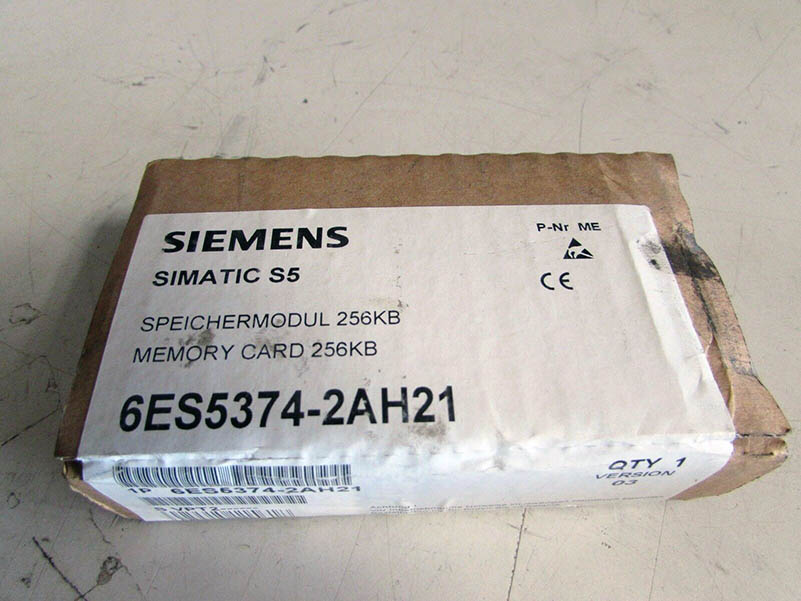 SIEMENS
P-Nr ME
SIMATIC S5
CE
SPEICHERMODUL 256KB
MEMORY CARD 256KB
6ES5374-2AH21
1P 6ES5374-2AH21
QTY 1
VERSION
03